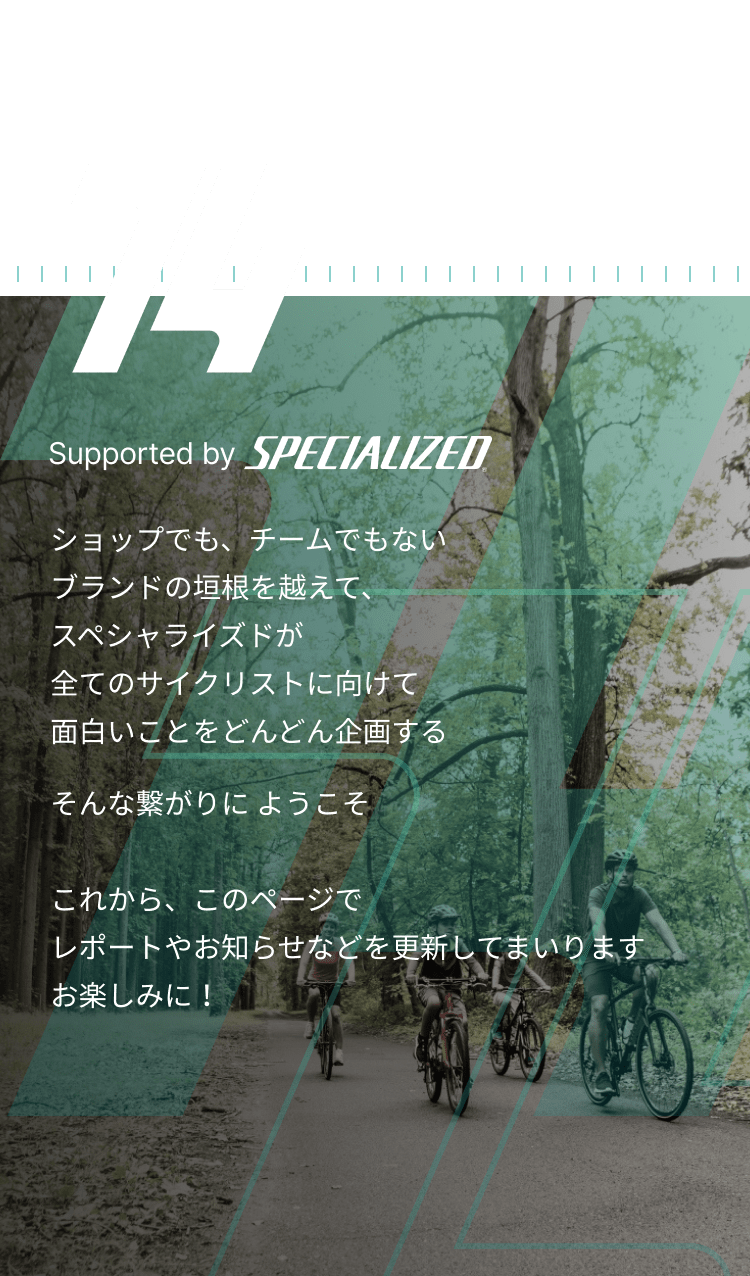 Supported by SPECIALIZED
ショップでも、チームでもない
ブランドの垣根を越えて、
スペシャライズドが
全てのサイクリストに向けて
面白いことをどんどん企画する
そんな繋がりに ようこそ
これから、このページで
レポートやお知らせなどを更新してまいります
お楽しみに！